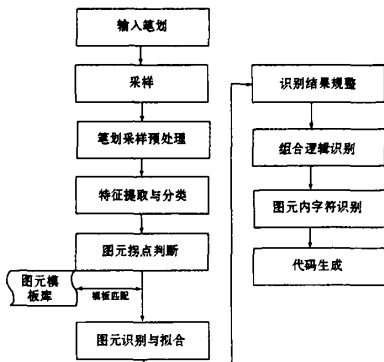 输入笔划
采样
笔划采样预处理
特征提取与分类
图元拐点判断
图元模
板库
模板匹配
图元识别与拟合
识别结果规整
组合逻辑识别
图元内字符识别
代码生成